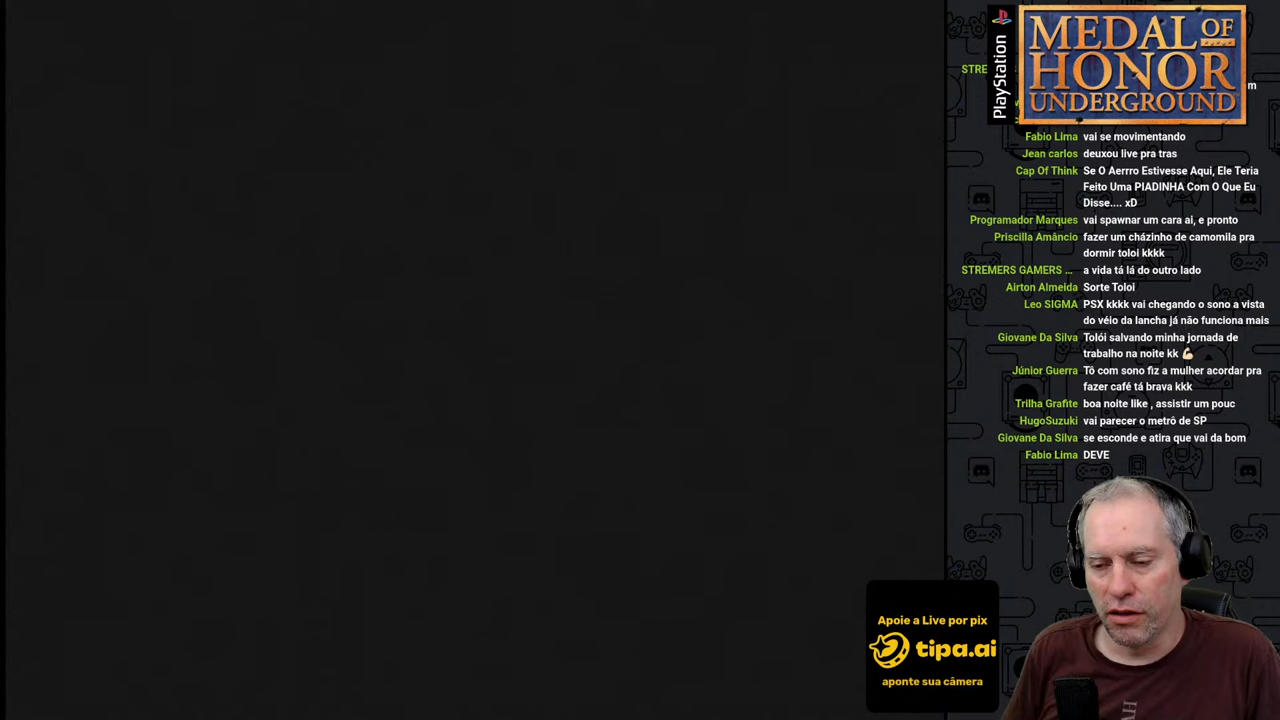 PlayStation
MEDAL OF
HONOR
UNDERGROUND
STRE
m
Fabio Lima vai se movimentando
Jean carlos deuxou live pra tras
Cap Of Think Se O Aerrro Estivesse Aqui, Ele Teria
Feito Uma PIADINHA Com O Que Eu
Disse.... xD
Programador Marques vai spawnar um cara ai, e pronto
Priscilla Amâncio fazer um cházinho de camomila pra
dormir toloi kkkk
STREMERS GAMERS ... a vida tá lá do outro lado
Airton Almeida Sorte Toloi
Leo SIGMA PSX kkkk vai chegando o sono a vista
do véio da lancha já não funciona mais
Giovane Da Silva Tolói salvando minha jornada de
trabalho na noite kk 💪🏻
Júnior Guerra Tô com sono fiz a mulher acordar pra
fazer café tá brava kkk
Trilha Grafite boa noite like , assistir um pouc
HugoSuzuki vai parecer o metrô de SP
Giovane Da Silva se esconde e atira que vai da bom
Fabio Lima DEVE
Apoie a Live por pix
tipa.ai
aponte sua câmera